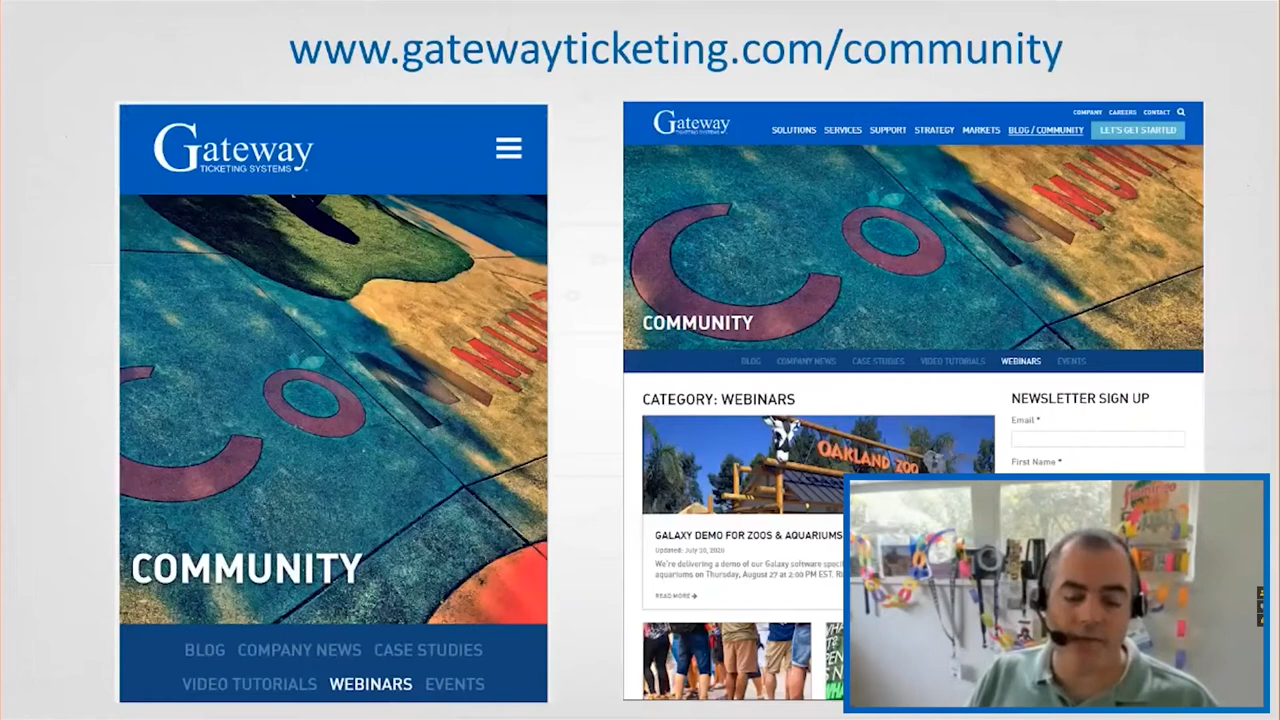 www.gatewayticketing.com/community
Gateway
TICKETING SYSTEMS
COMMUNITY
BLOG COMPANY NEWS CASE STUDIES
VIDEO TUTORIALS WEBINARS EVENTS
COMPANY CAREERS CONTACT
Gateway
TICKETING SYSTEMS
SOLUTIONS SERVICES SUPPORT STRATEGY MARKETS BLOG / COMMUNITY LET'S GET STARTED
COMMUN
COMMUNITY
BLOG COMPANY NEWS CASE STUDIES VIDEO TUTORIALS WEBINARS EVENTS
CATEGORY: WEBINARS
OAKLAND ZOO
GALAXY DEMO FOR ZOOS & AQUARIUMS
Updated: July 10, 2020
We're delivering a demo of our Galaxy software
aquariums on Thursday, August 27 at 2:00 PM EST.
READ MORE
NEWSLETTER SIGN UP
Email *
First Name *